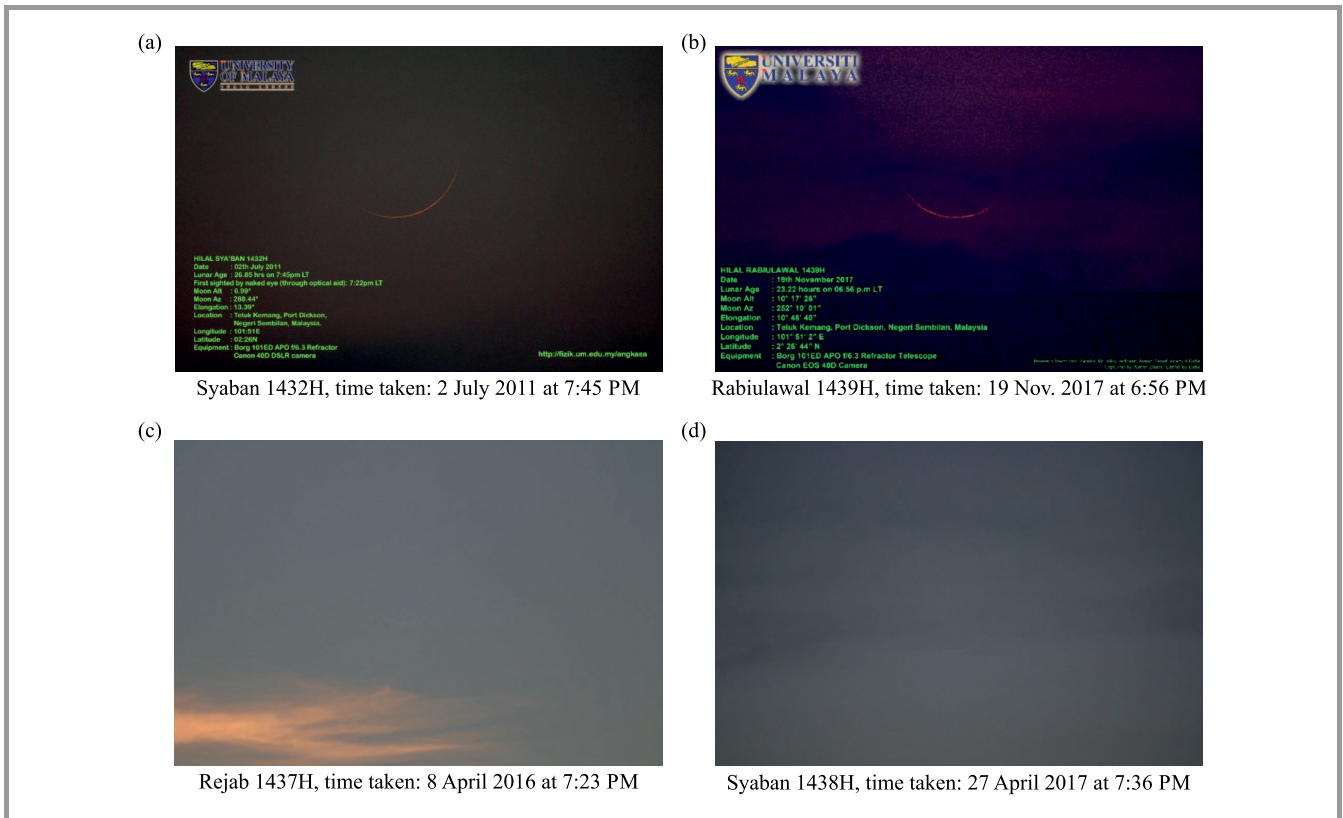 (a)
UNIVERSITY
OF MALAYA
HILAL SYA'BAN 1432H
Date : 02th July 2011
Lunar Age : 26.85 hrs on 7:45pm LT
First sighted by naked eye (through optical aid): 7:22pm LT
Moon Alt : 6.99°
Moon Az : 288.44°
Elongation : 13.39°
Location : Teluk Kemang, Port Dickson,
Negeri Sembilan, Malaysia.
Longitude : 101:51E
Latitude : 02:26N
Equipment : Borg 101ED APO f/6.3 Refractor
Canon 40D DSLR camera
http://fizik.um.edu.my/angkasa
Syaban 1432H, time taken: 2 July 2011 at 7:45 PM
(b)
UNIVERSITI
MALAYA
HILAL RABIULAWAL 1439H
Date : 19th November 2017
Lunar Age : 23.22 hours on 06.56 p.m LT
Moon Alt : 10° 17' 26"
Moon Az : 252° 10' 01"
Elongation : 10° 48' 40"
Location : Teluk Kemang, Port Dickson, Negeri Sembilan, Malaysia
Longitude : 101° 51' 2" E
Latitude : 2° 26' 44" N
Equipment : Borg 101ED APO f/6.3 Refractor Telescope
Canon EOS 40D Camera
Rabiulawal 1439H, time taken: 19 Nov. 2017 at 6:56 PM
(c)
Rejab 1437H, time taken: 8 April 2016 at 7:23 PM
(d)
Syaban 1438H, time taken: 27 April 2017 at 7:36 PM